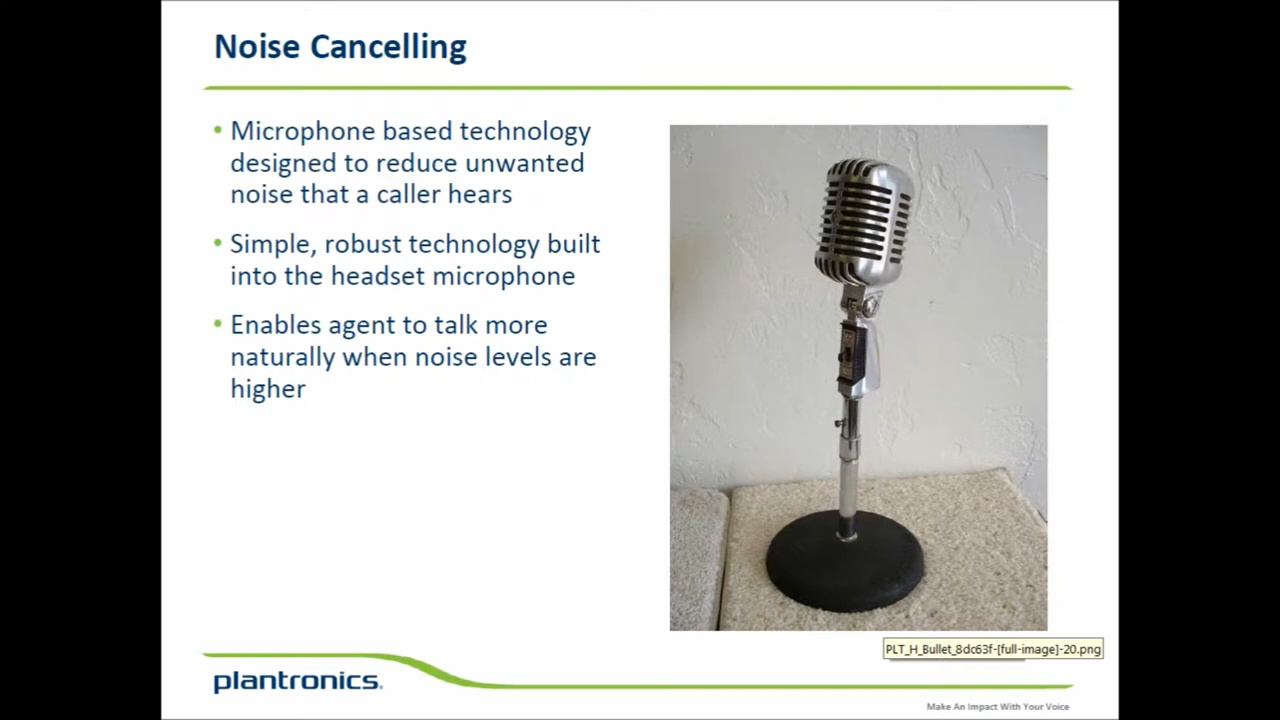 Noise Cancelling
• Microphone based technology
designed to reduce unwanted
noise that a caller hears
• Simple, robust technology built
into the headset microphone
• Enables agent to talk more
naturally when noise levels are
higher
PLT_H_Bullet_8dc63f-[full-image]-20.png
plantronics.
Make An Impact With Your Voice